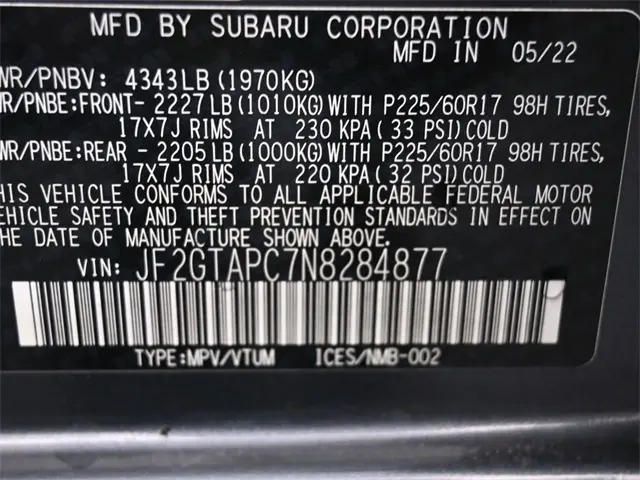 MFD BY SUBARU CORPORATION
MFD IN 05/22
WR/PNBV: 4343LB (1970KG)
WR/PNBE:FRONT- 2227 LB (1010KG) WITH P225/60R17 98H TIRES,
17X7J RIMS AT 230 KPA ( 33 PSI) COLD
WR/PNBE:REAR - 2205 LB (1000KG) WITH P225/60R17 98H TIRES,
17X7J RIMS AT 220 KPA ( 32 PSI) COLD
THIS VEHICLE CONFORMS TO ALL APPLICABLE FEDERAL MOTOR
VEHICLE SAFETY AND THEFT PREVENTION STANDARDS IN EFFECT ON
THE DATE OF MANUFACTURE SHOWN ABOVE.
VIN: JF2GTAPC7N8284877
TYPE:MPV/VTUM ICES/NMB-002